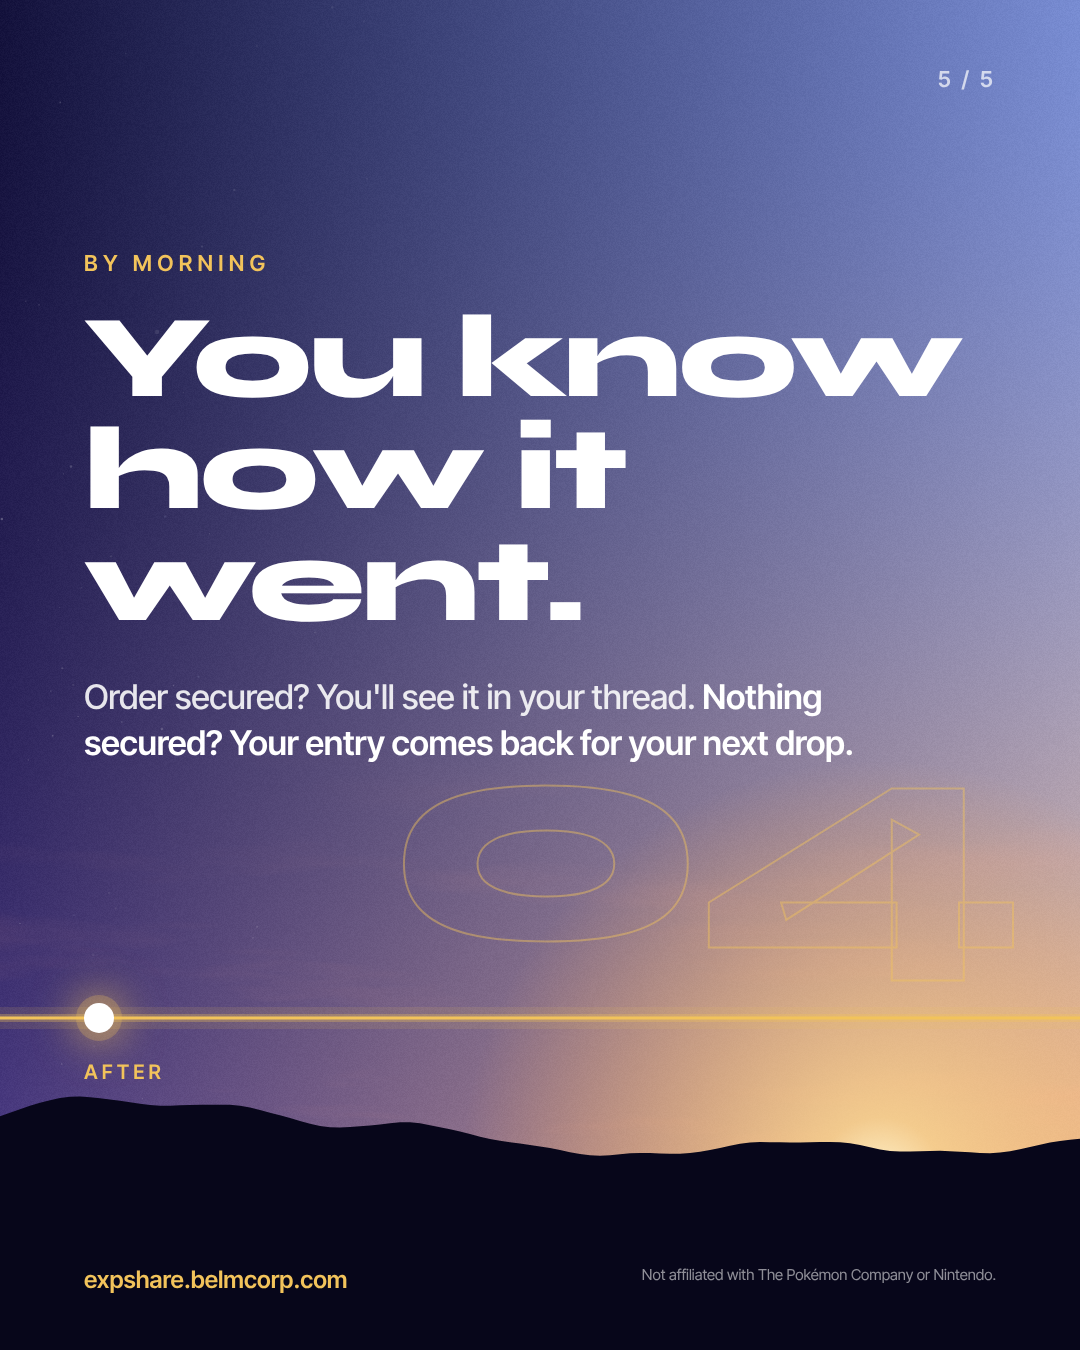 5 / 5
BY MORNING
You know
how it
went.
Order secured? You'll see it in your thread. Nothing
secured? Your entry comes back for your next drop.
04
AFTER
expshare.belmcorp.com
Not affiliated with The Pokémon Company or Nintendo.